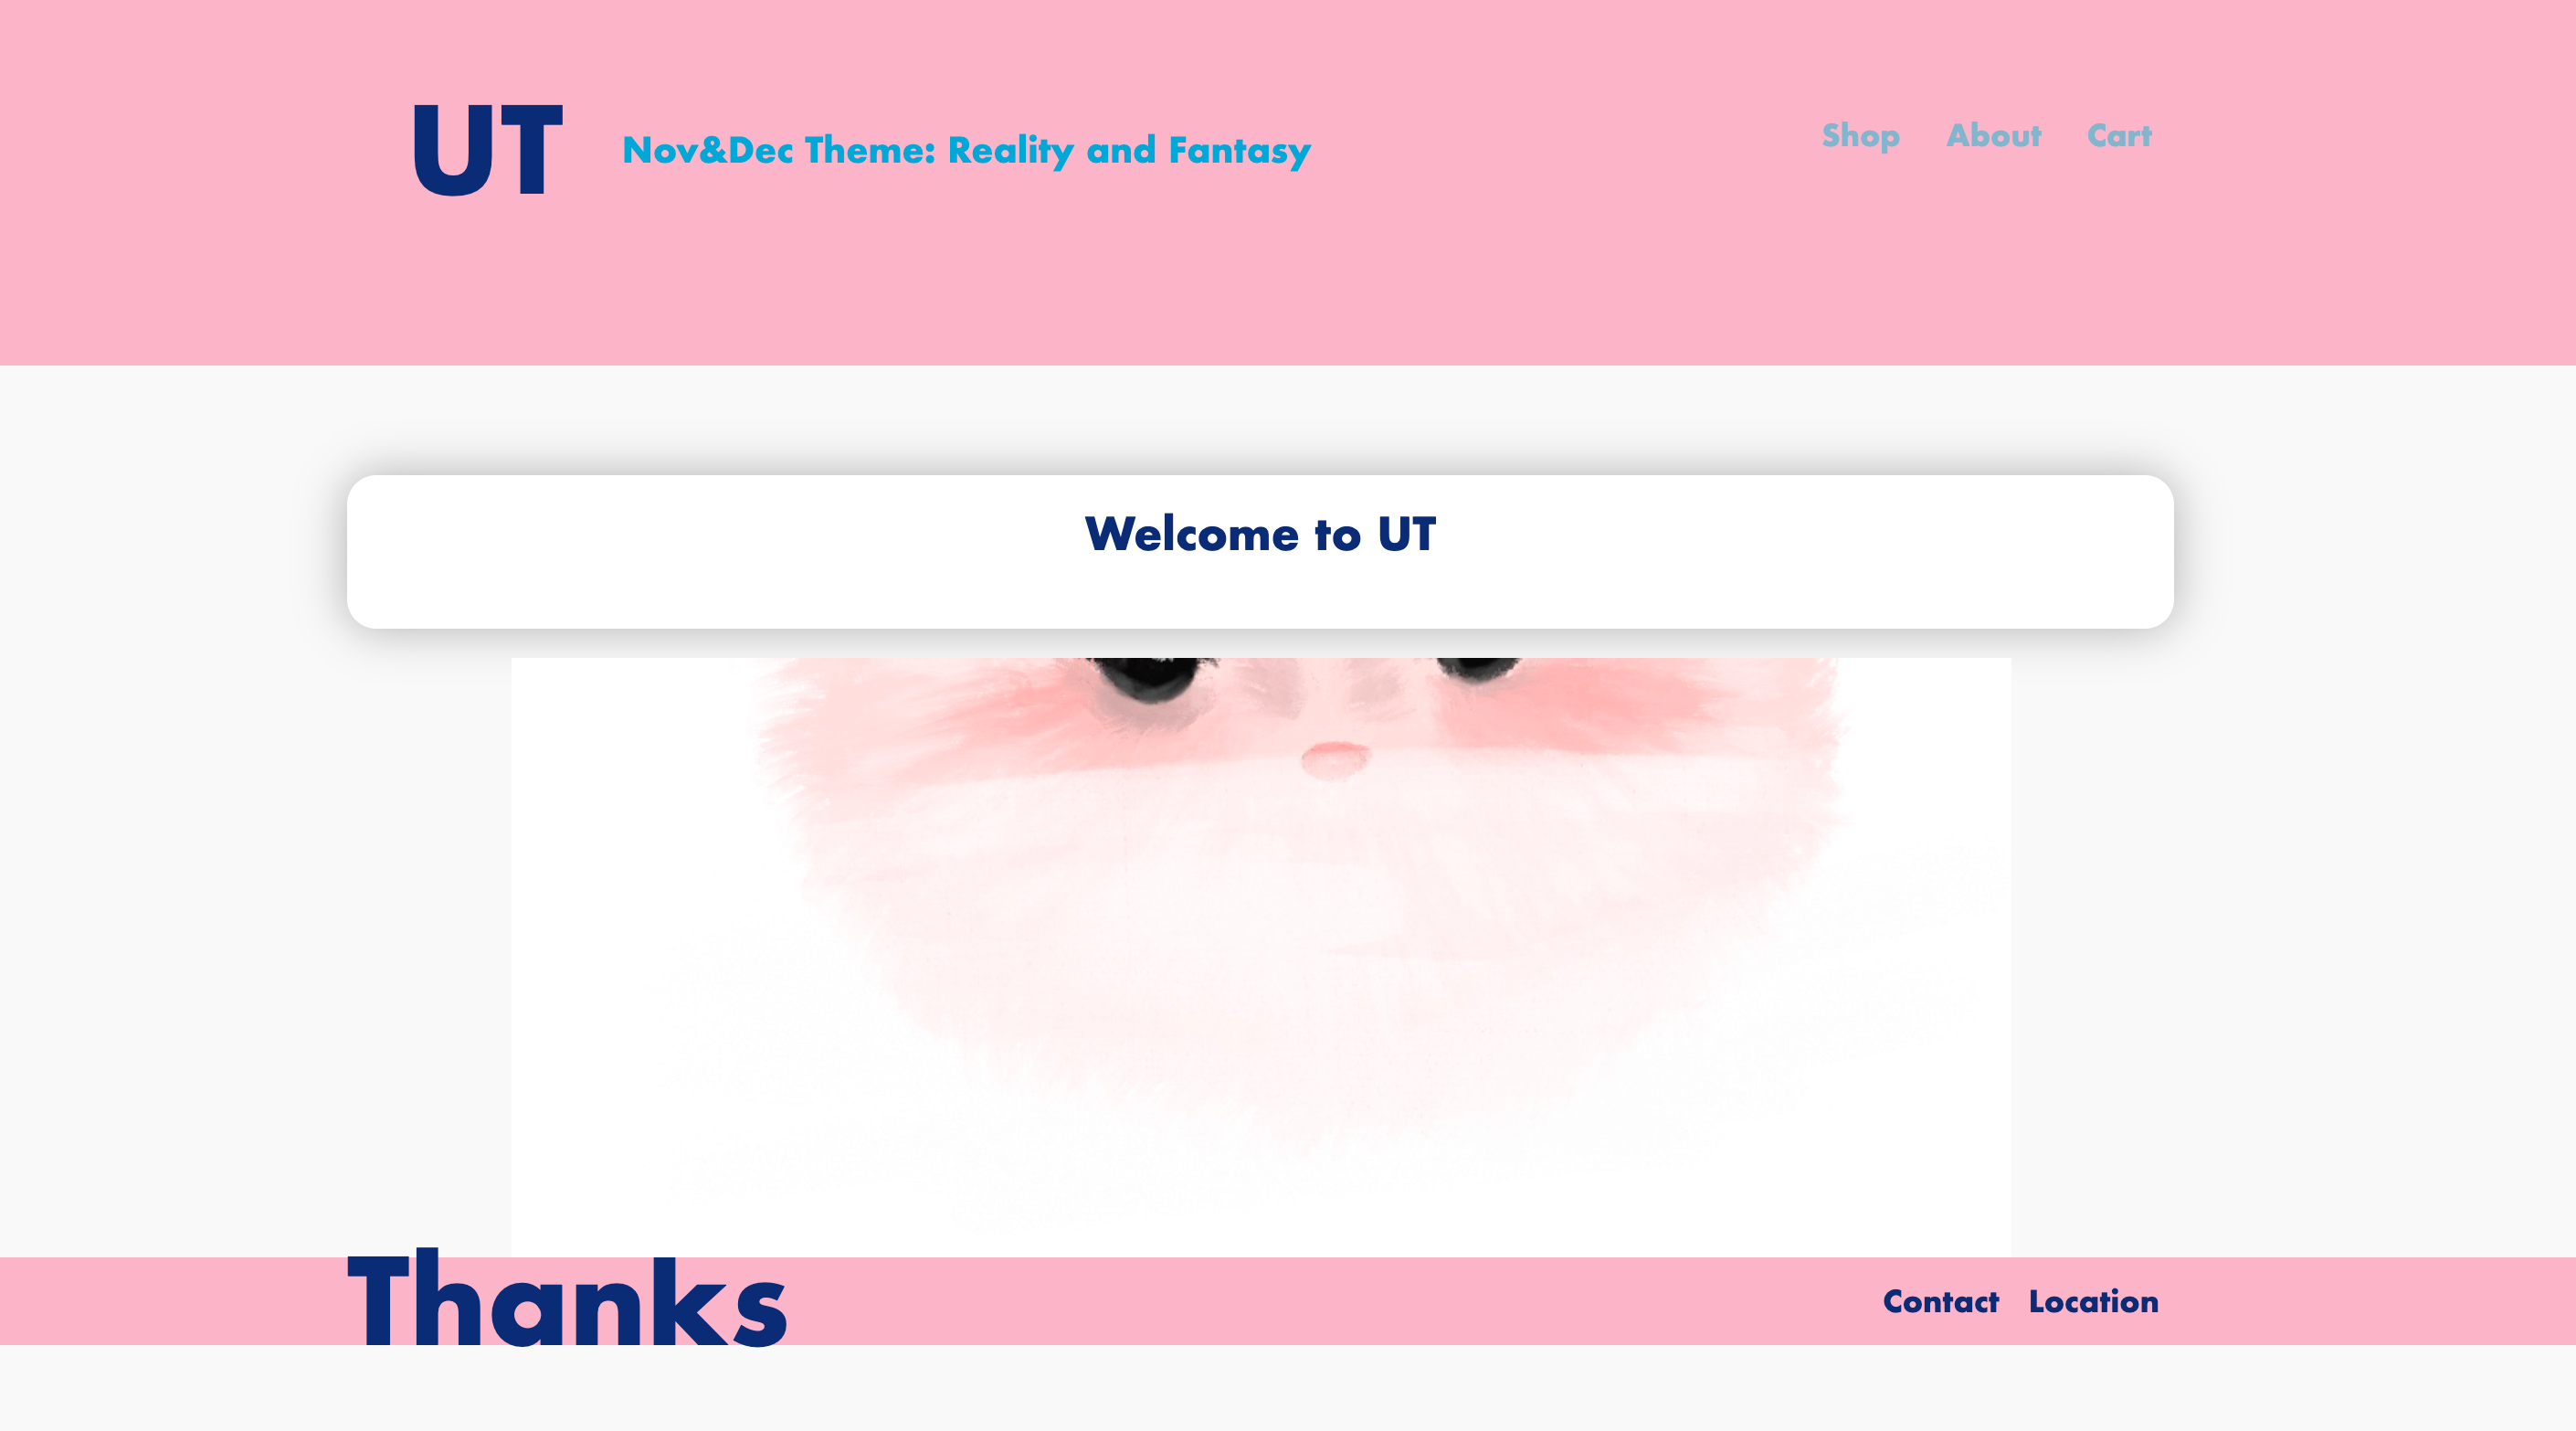 UT
Nov&Dec Theme: Reality and Fantasy
Shop About Cart
Welcome to UT
Thanks
Contact Location